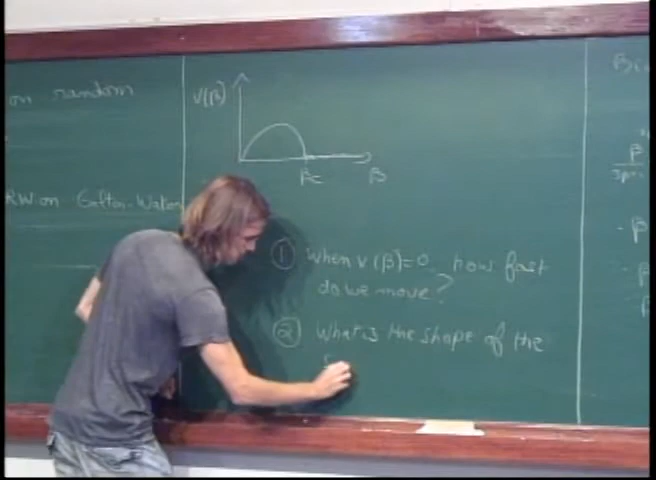 on random
RW on Galton-Watson
V(β)
βc
β
① When v(β)=0, how fast
do we move?
② What is the shape of the
β